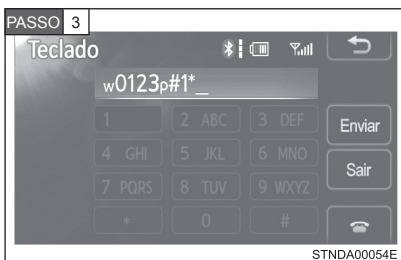 PASSO 3
Teclado
w0123p#1*_
1 2 ABC 3 DEF
Enviar
4 GHI 5 JKL 6 MNO
Sair
7 PQRS 8 TUV 9 WXYZ
* 0 #
STNDA00054E